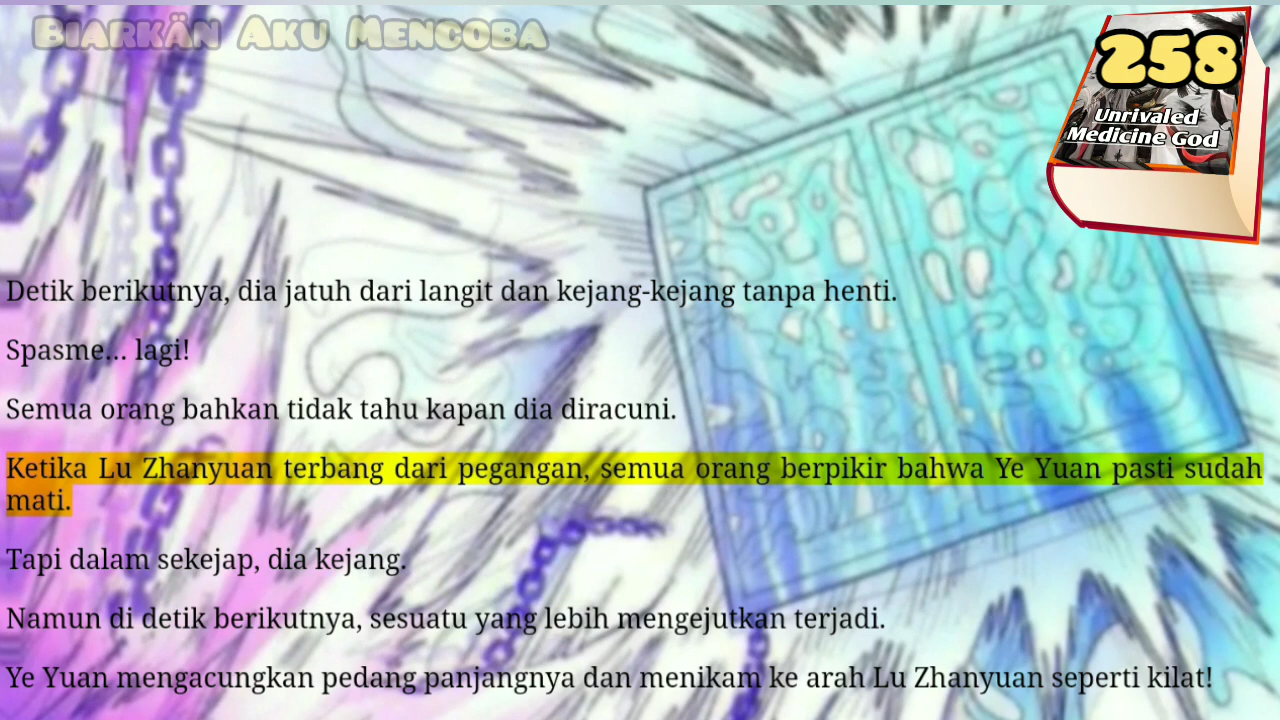 Biarkan Aku Mencoba
258
Unrivaled
Medicine God
Detik berikutnya, dia jatuh dari langit dan kejang-kejang tanpa henti.
Spasme… lagi!
Semua orang bahkan tidak tahu kapan dia diracuni.
Ketika Lu Zhanyuan terbang dari pegangan, semua orang berpikir bahwa Ye Yuan pasti sudah
mati.
Tapi dalam sekejap, dia kejang.
Namun di detik berikutnya, sesuatu yang lebih mengejutkan terjadi.
Ye Yuan mengacungkan pedang panjangnya dan menikam ke arah Lu Zhanyuan seperti kilat!